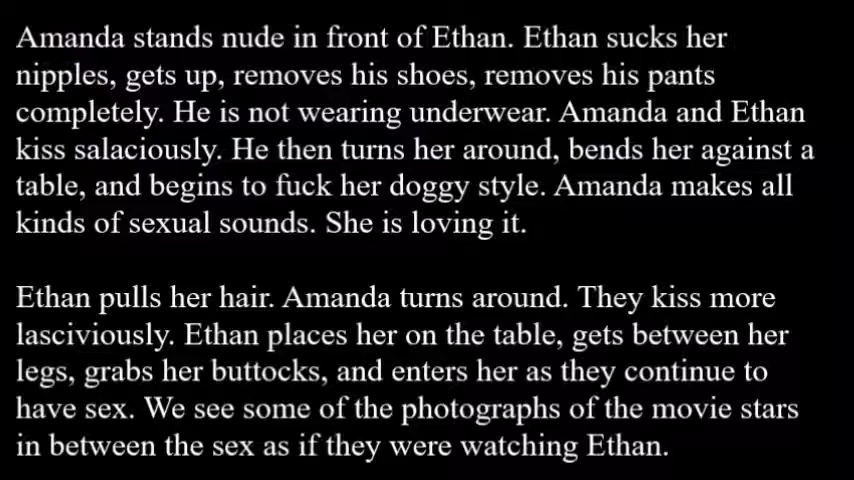 Amanda stands nude in front of Ethan. Ethan sucks her
nipples, gets up, removes his shoes, removes his pants
completely. He is not wearing underwear. Amanda and Ethan
kiss salaciously. He then turns her around, bends her against a
table, and begins to fuck her doggy style. Amanda makes all
kinds of sexual sounds. She is loving it.
Ethan pulls her hair. Amanda turns around. They kiss more
lasciviously. Ethan places her on the table, gets between her
legs, grabs her buttocks, and enters her as they continue to
have sex. We see some of the photographs of the movie stars
in between the sex as if they were watching Ethan.